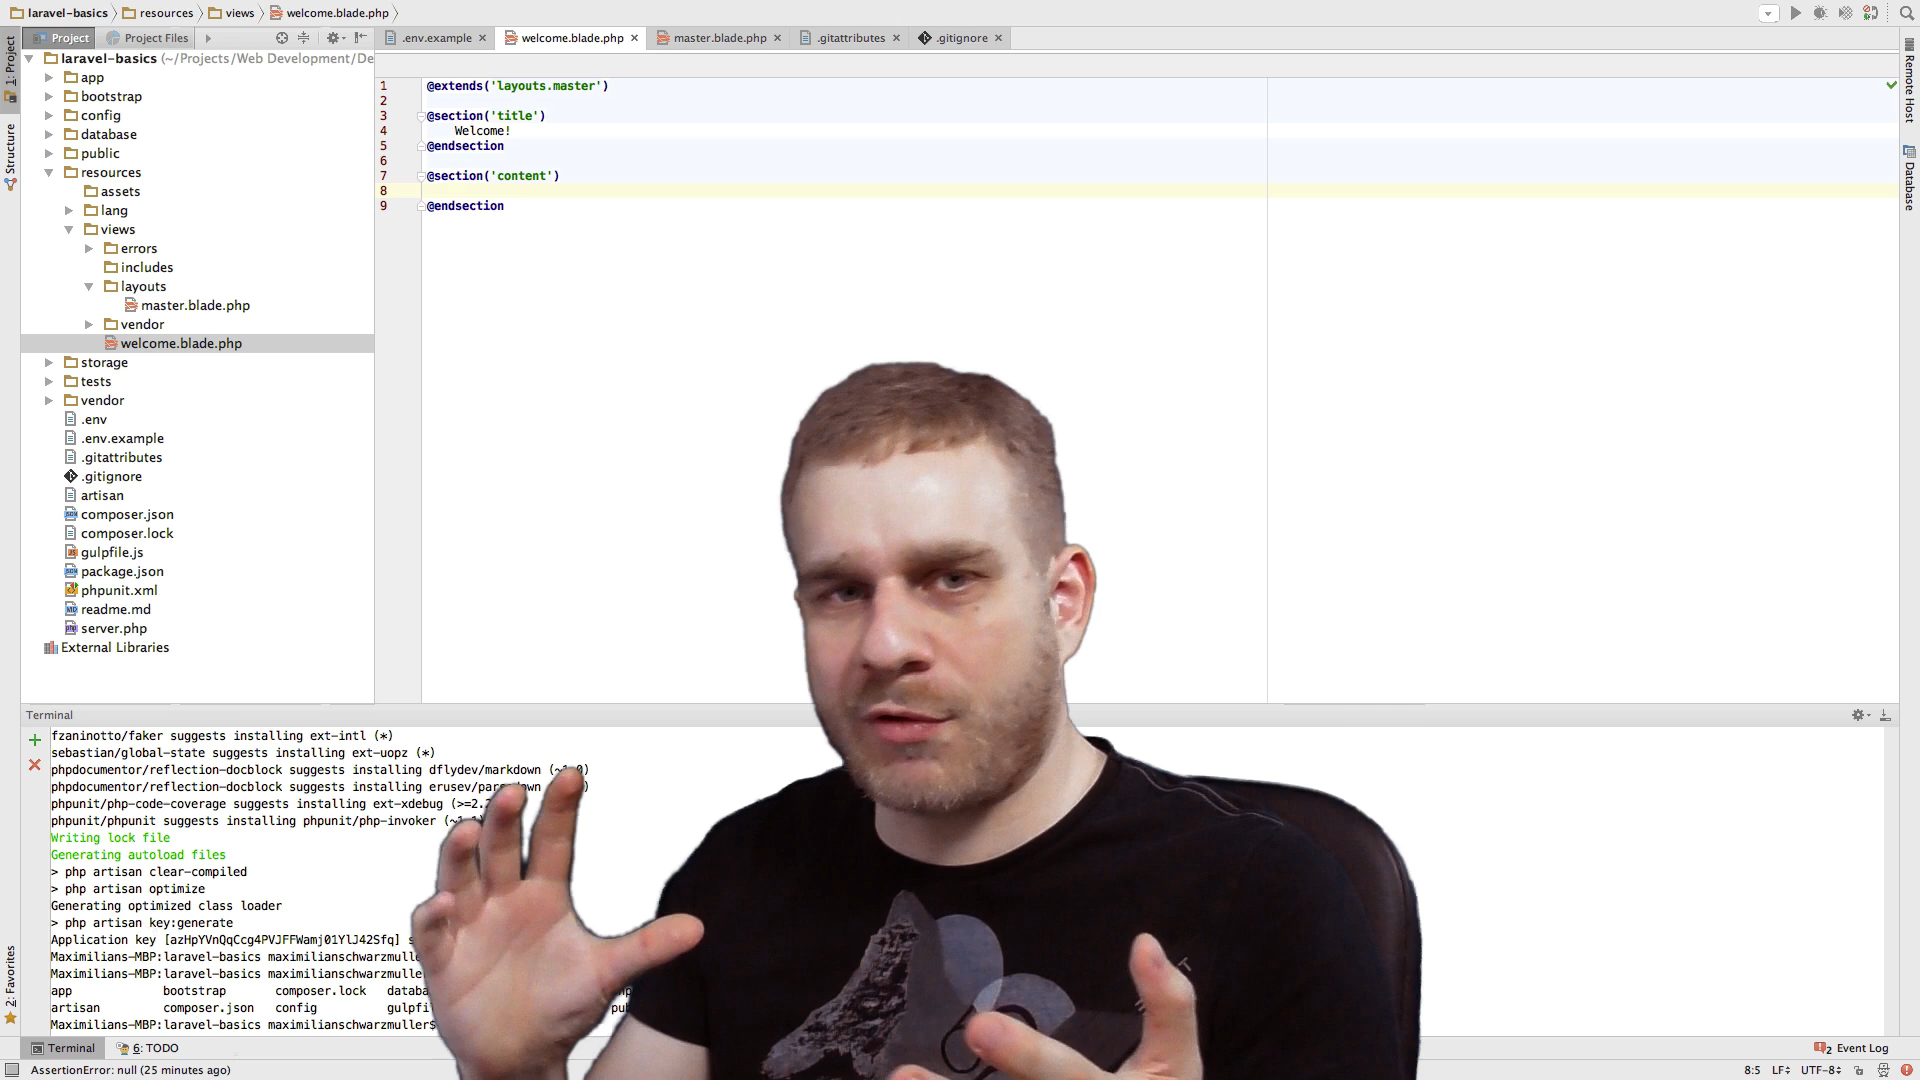 laravel-basics resources views welcome.blade.php
1: Project
Structure
2: Favorites
Project Project Files
.env.example welcome.blade.php master.blade.php .gitattributes .gitignore
laravel-basics (~/Projects/Web Development/De
app
bootstrap
config
database
public
resources
assets
lang
views
errors
includes
layouts
master.blade.php
vendor
welcome.blade.php
storage
tests
vendor
.env
.env.example
.gitattributes
.gitignore
artisan
composer.json
composer.lock
gulpfile.js
package.json
phpunit.xml
readme.md
server.php
External Libraries
1 @extends('layouts.master')
2
3 @section('title')
4 Welcome!
5 @endsection
6
7 @section('content')
8
9 @endsection
Remote Host
Database
Terminal
fzaninotto/faker suggests installing ext-intl (*)
sebastian/global-state suggests installing ext-uopz (*)
phpdocumentor/reflection-docblock suggests installing dflydev/markdown
phpdocumentor/reflection-docblock suggests installing
phpunit/php-code-coverage suggests installing ext-xdebug
phpunit/phpunit suggests installing phpunit/php-invoker
Writing lock file
Generating autoload files
> php artisan clear-compiled
> php artisan optimize
Generating optimized class loader
> php artisan key:generate
Application key [azHpYVnQqCcg4PVJFFWamj01YlJ42Sfq] s
Maximilians-MBP:laravel-basics maximilianschwarzmulle
Maximilians-MBP:laravel-basics maximilianschwarzmulle
app bootstrap composer.lock databa
artisan composer.json config gulpfi pu
Maximilians-MBP:laravel-basics maximilianschwarzmuller$
Terminal 6: TODO
2 Event Log
AssertionError: null (25 minutes ago)
8:5 LF UTF-8